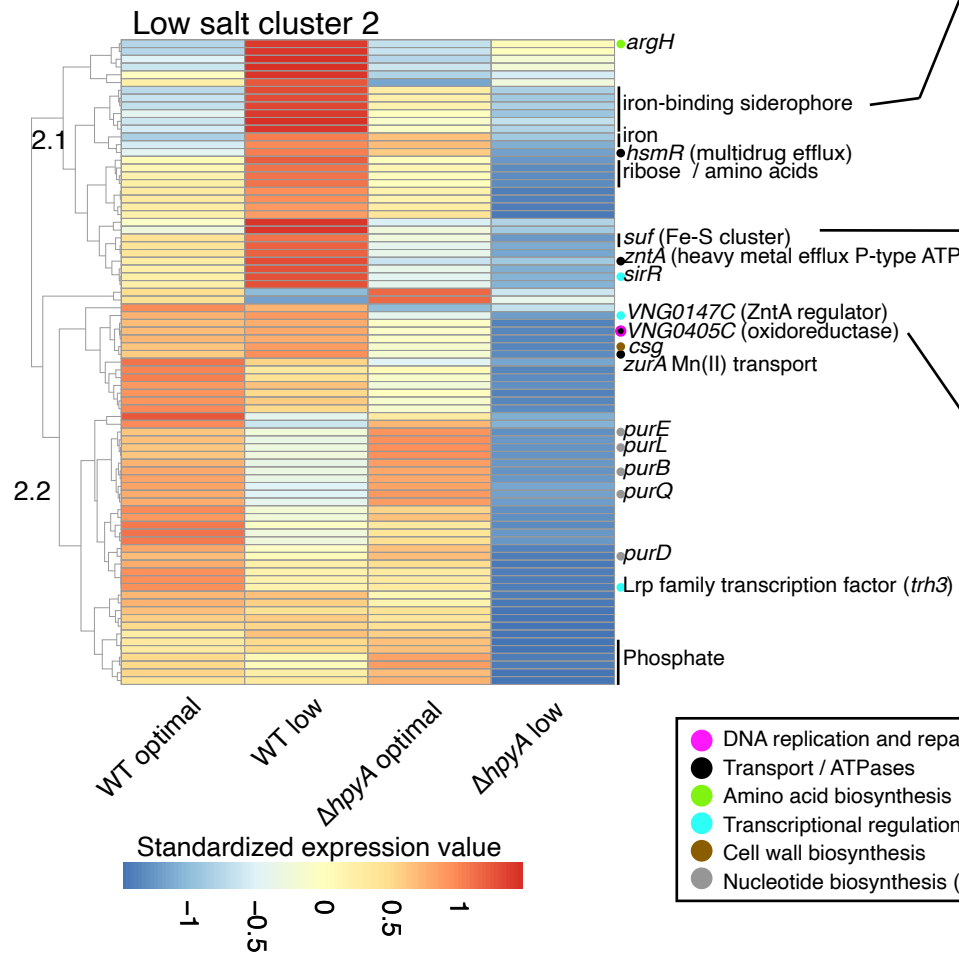 Low salt cluster 2
argH
iron-binding siderophore
2.1
iron
hsmR (multidrug efflux)
ribose / amino acids
suf (Fe-S cluster)
zntA (heavy metal efflux P-type ATP
sirR
VNG0147C (ZntA regulator)
VNG0405C (oxidoreductase)
csg
zurA Mn(II) transport
purE
purL
purB
2.2
purQ
purD
Lrp family transcription factor (trh3)
Phosphate
WT optimal
WT low
ΔhpyA optimal
ΔhpyA low
DNA replication and repa
Transport / ATPases
Amino acid biosynthesis
Transcriptional regulation
Cell wall biosynthesis
Nucleotide biosynthesis (
Standardized expression value
−1
−0.5
0
0.5
1